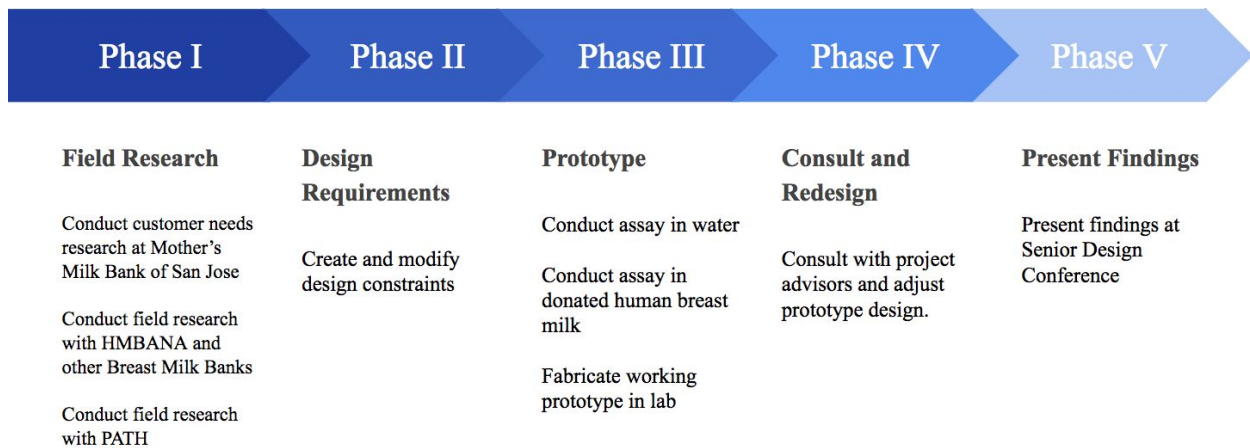 Phase I
Phase II
Phase III
Phase IV
Phase V
Field Research
Conduct customer needs
research at Mother's
Milk Bank of San Jose
Conduct field research
with HMBANA and
other Breast Milk Banks
Conduct field research
with PATH
Design
Requirements
Create and modify
design constraints
Prototype
Conduct assay in water
Conduct assay in
donated human breast
milk
Fabricate working
prototype in lab
Consult and
Redesign
Consult with project
advisors and adjust
prototype design.
Present Findings
Present findings at
Senior Design
Conference